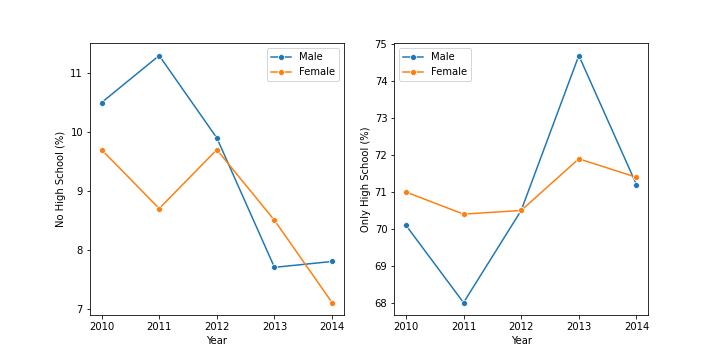 No High School (%)
11
10
9
8
7
Male
Female
2010 2011 2012 2013 2014
Year
Only High School (%)
75
74
73
72
71
70
69
68
Male
Female
2010 2011 2012 2013 2014
Year